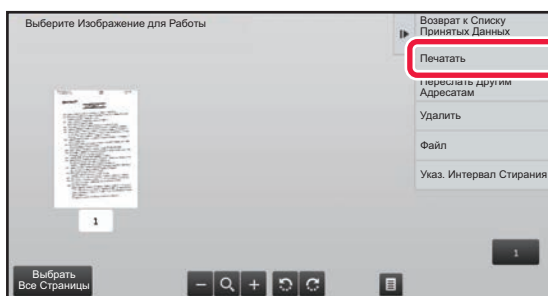 Выберите Изображение для Работы
Возврат к Списку
Принятых Данных
Печатать
Переслать Другим
Адресатам
Удалить
Файл
Указ. Интервал Стирания
1
1
Выбрать
Все Страницы